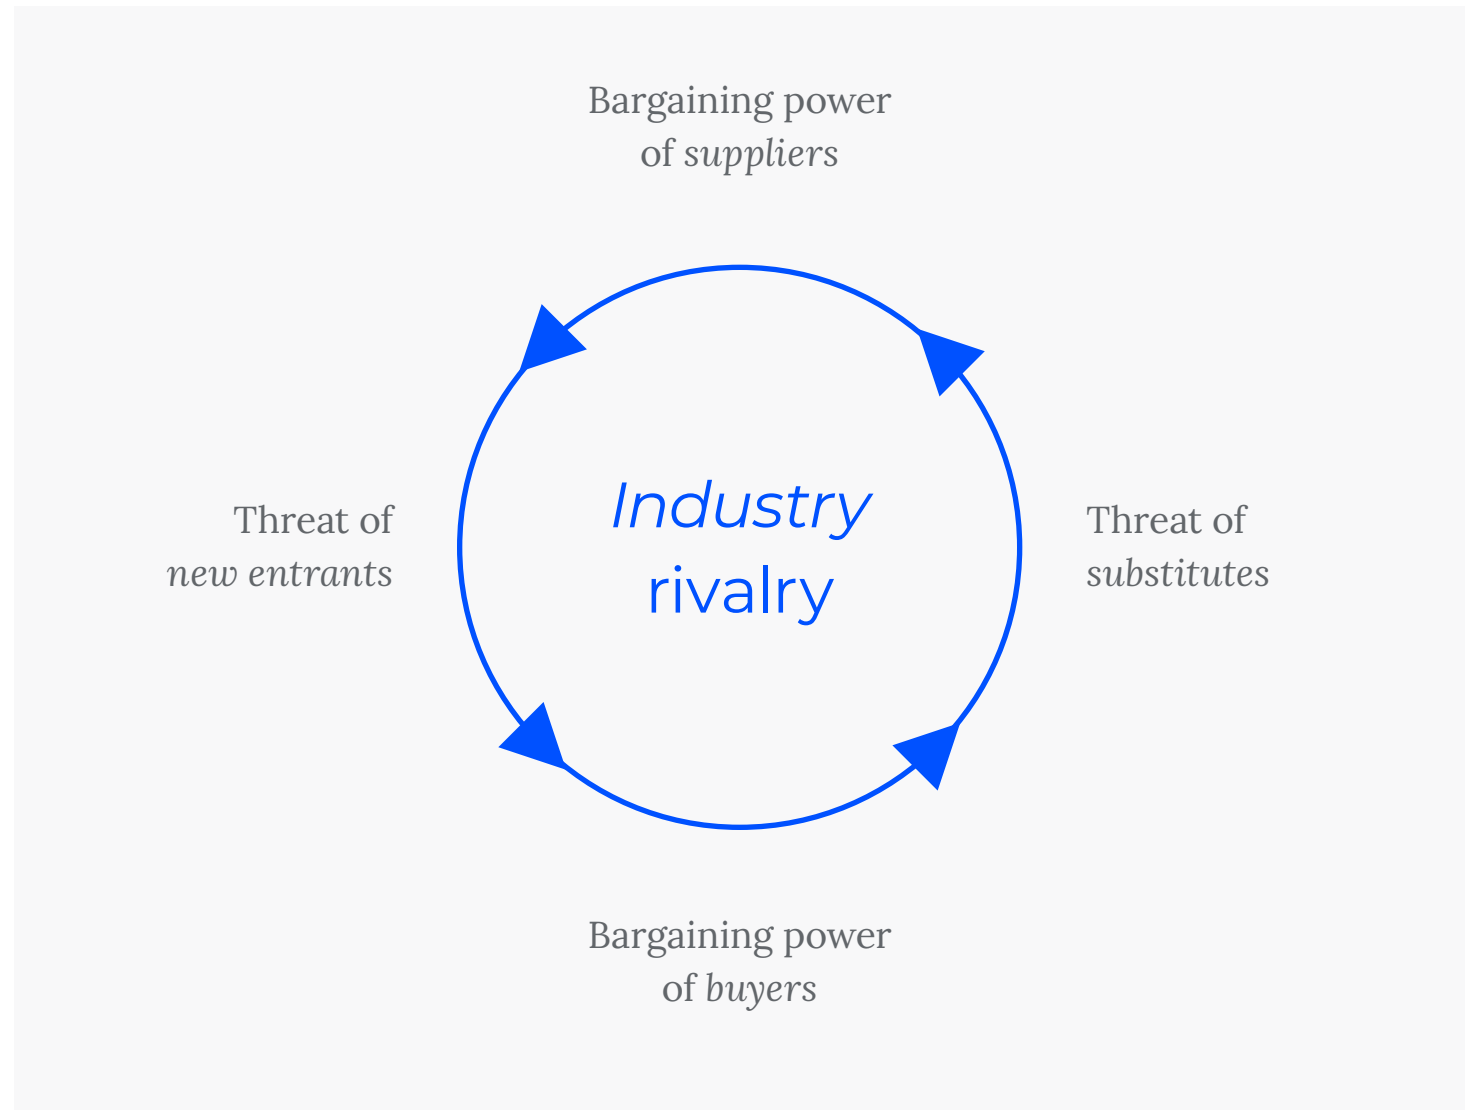 Bargaining power
of suppliers
Industry
rivalry
Threat of
new entrants
Threat of
substitutes
Bargaining power
of buyers